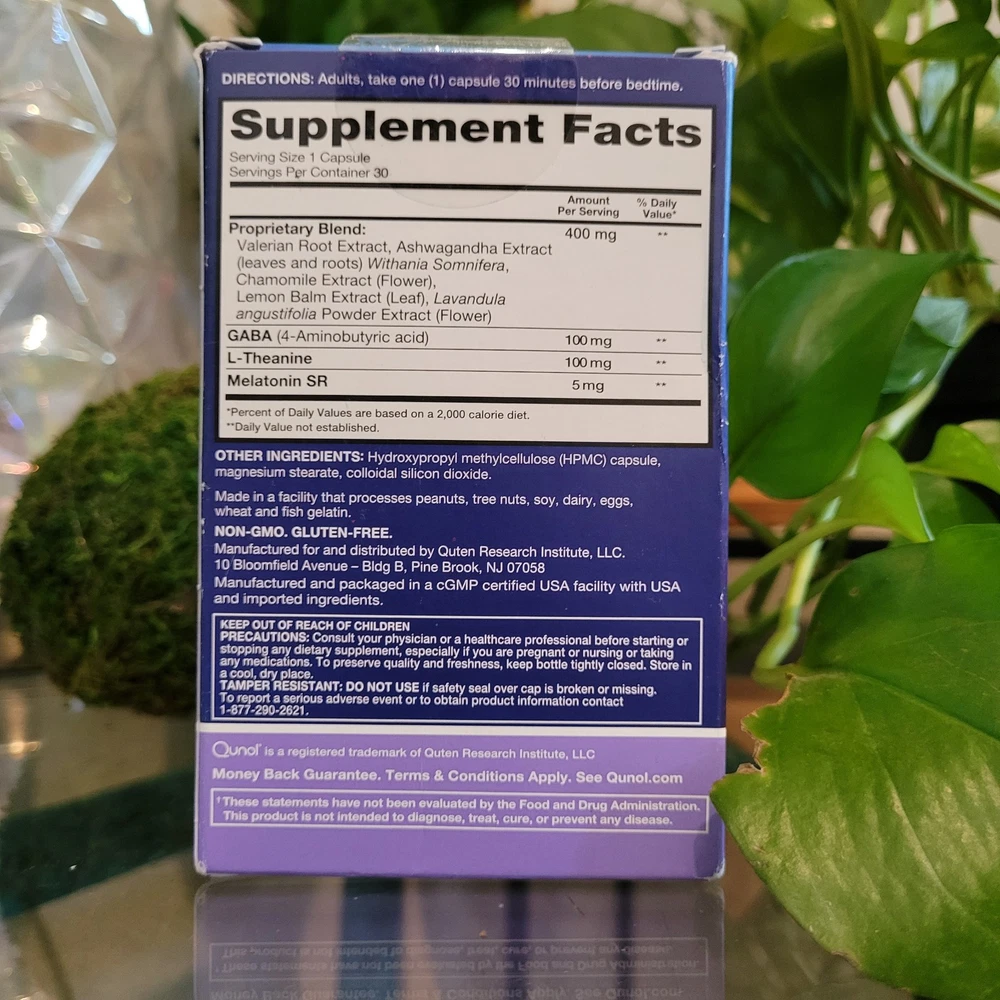 DIRECTIONS: Adults, take one (1) capsule 30 minutes before bedtime.
Supplement Facts
Serving Size 1 Capsule
Servings Per Container 30
Amount Per Serving % Daily Value*
Proprietary Blend: 400 mg **
Valerian Root Extract, Ashwagandha Extract
(leaves and roots) Withania Somnifera,
Chamomile Extract (Flower),
Lemon Balm Extract (Leaf), Lavandula
angustifolia Powder Extract (Flower)
GABA (4-Aminobutyric acid) 100 mg **
L-Theanine 100 mg **
Melatonin SR 5 mg **
*Percent of Daily Values are based on a 2,000 calorie diet.
**Daily Value not established.
OTHER INGREDIENTS: Hydroxypropyl methylcellulose (HPMC) capsule,
magnesium stearate, colloidal silicon dioxide.
Made in a facility that processes peanuts, tree nuts, soy, dairy, eggs,
wheat and fish gelatin.
NON-GMO. GLUTEN-FREE.
Manufactured for and distributed by Quten Research Institute, LLC.
10 Bloomfield Avenue – Bldg B, Pine Brook, NJ 07058
Manufactured and packaged in a cGMP certified USA facility with USA
and imported ingredients.
KEEP OUT OF REACH OF CHILDREN
PRECAUTIONS: Consult your physician or a healthcare professional before starting or
stopping any dietary supplement, especially if you are pregnant or nursing or taking
any medications. To preserve quality and freshness, keep bottle tightly closed. Store in
a cool, dry place.
TAMPER RESISTANT: DO NOT USE if safety seal over cap is broken or missing.
To report a serious adverse event or to obtain product information contact
1-877-290-2621.
Qunol® is a registered trademark of Quten Research Institute, LLC
Money Back Guarantee. Terms & Conditions Apply. See Qunol.com
†These statements have not been evaluated by the Food and Drug Administration.
This product is not intended to diagnose, treat, cure, or prevent any disease.